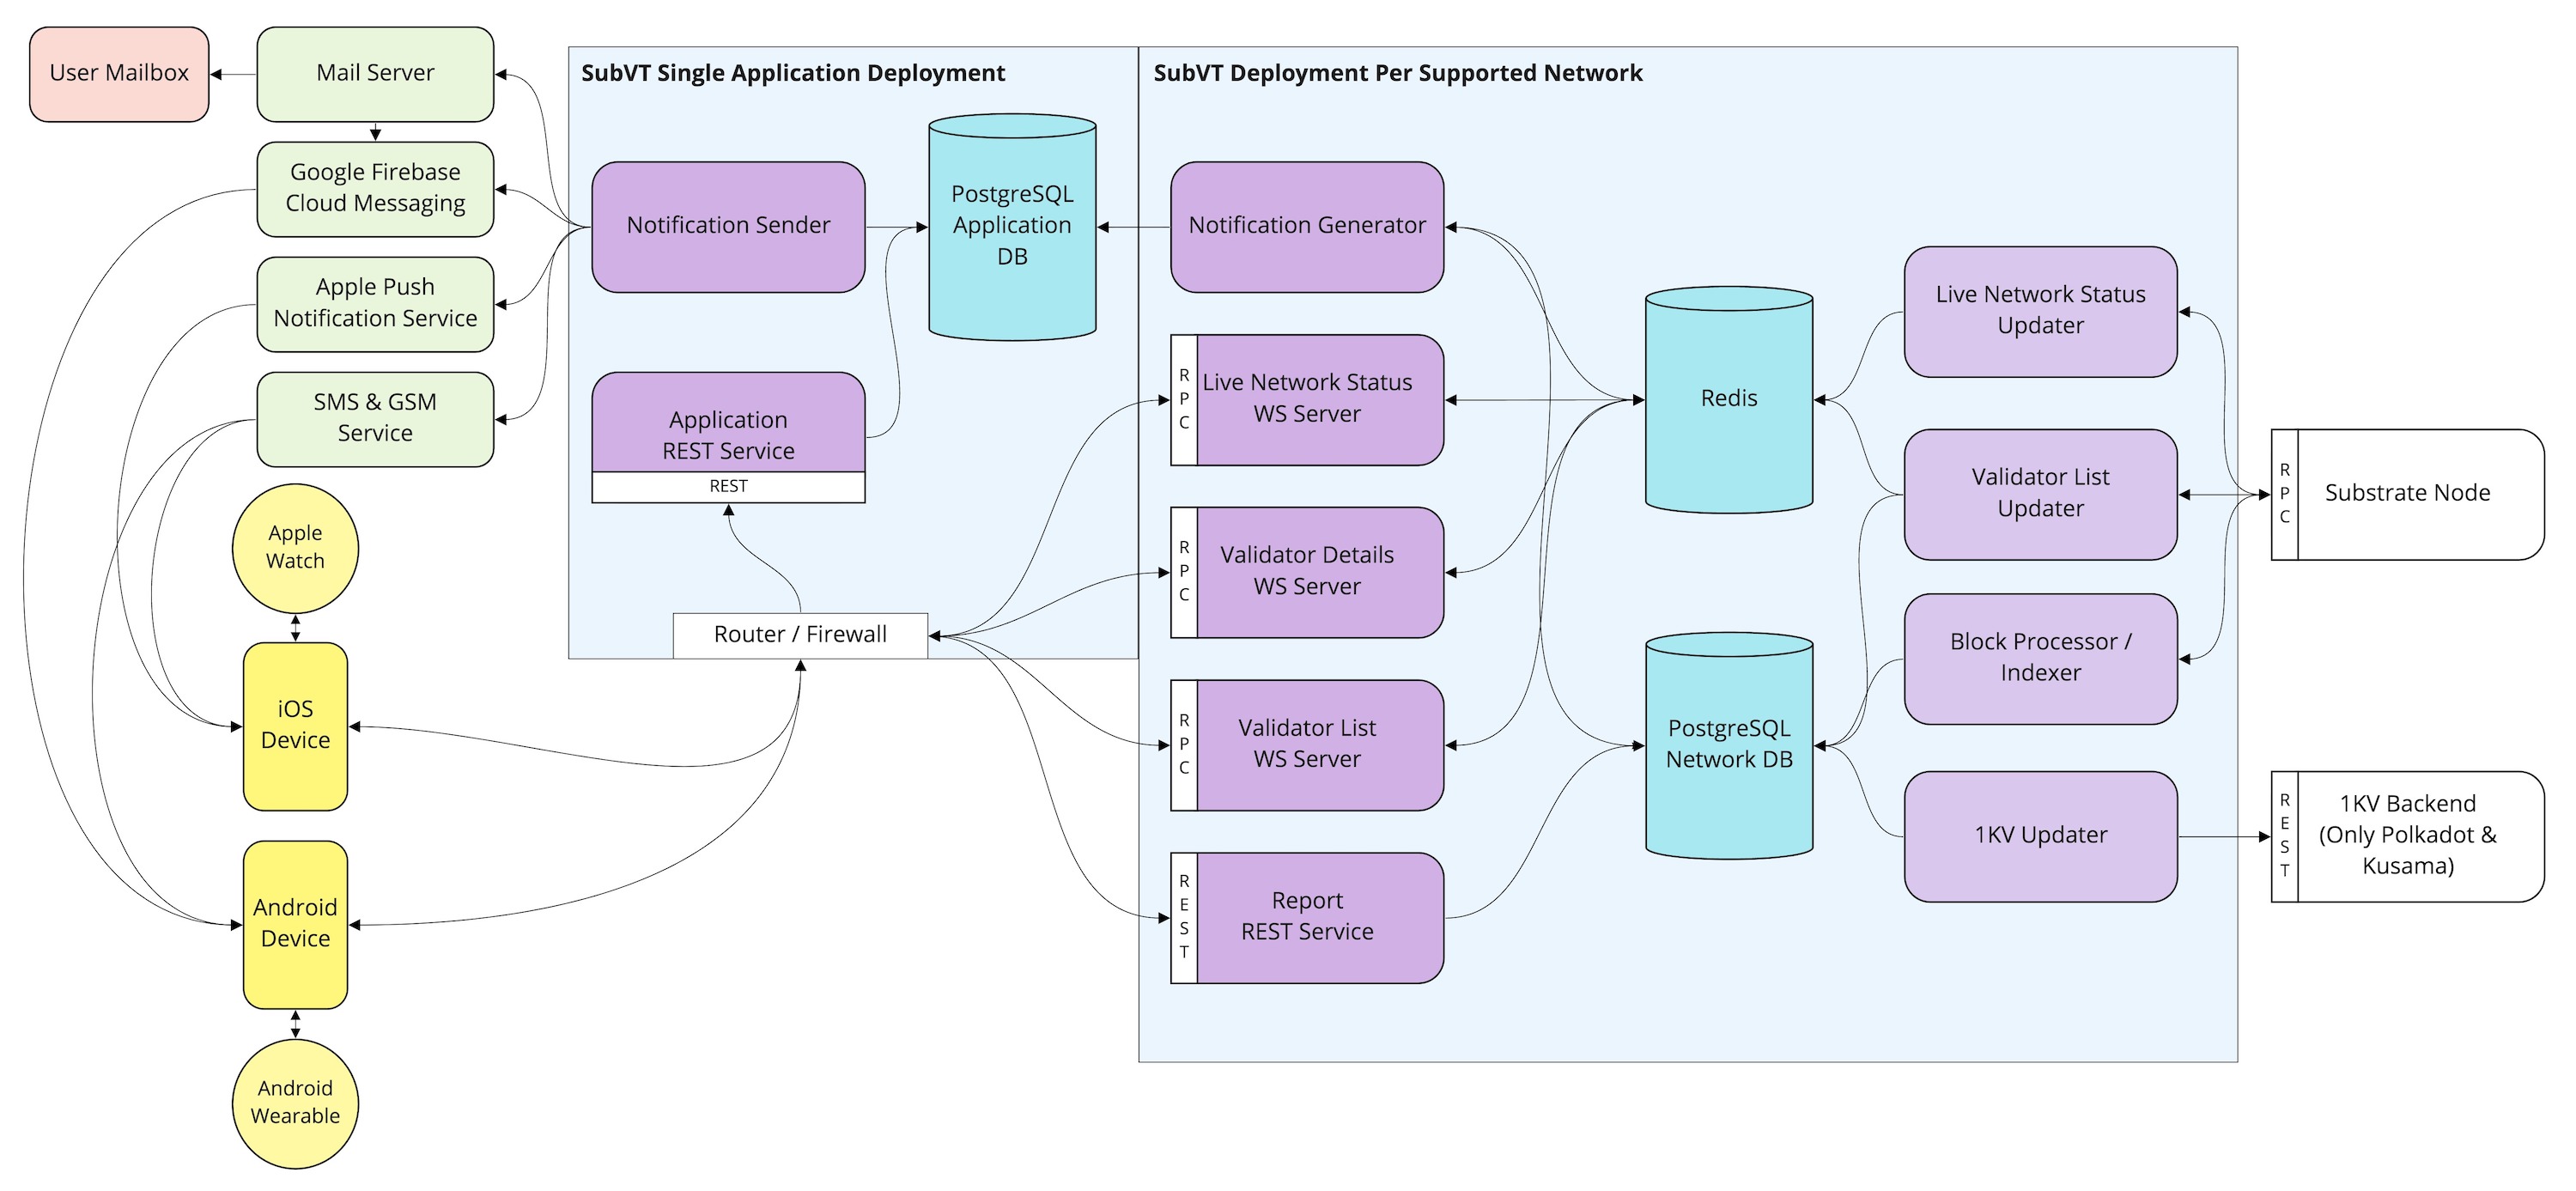 User Mailbox
Mail Server
Google Firebase
Cloud Messaging
Apple Push
Notification Service
SMS & GSM
Service
Apple
Watch
iOS
Device
Android
Device
Android
Wearable
SubVT Single Application Deployment
Notification Sender
PostgreSQL
Application
DB
Application
REST Service
REST
Router / Firewall
SubVT Deployment Per Supported Network
Notification Generator
RPC
Live Network Status
WS Server
RPC
Validator Details
WS Server
RPC
Validator List
WS Server
REST
Report
REST Service
Redis
PostgreSQL
Network DB
Live Network Status
Updater
Validator List
Updater
Block Processor /
Indexer
1KV Updater
RPC
Substrate Node
REST
1KV Backend
(Only Polkadot &
Kusama)